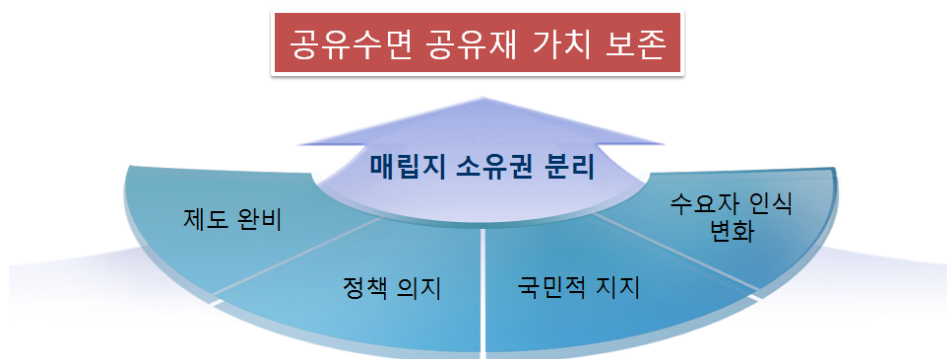 공유수면 공유재 가치 보존
매립지 소유권 분리
제도 완비
정책 의지
국민적 지지
수요자 인식
변화